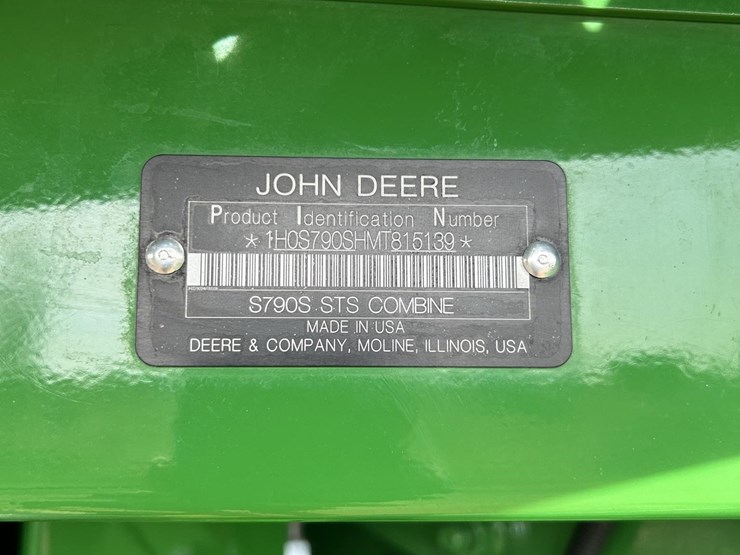 JOHN DEERE
Product Identification Number
*1H0S790SHMT815139*
S790S STS COMBINE
MADE IN USA
DEERE & COMPANY, MOLINE, ILLINOIS, USA